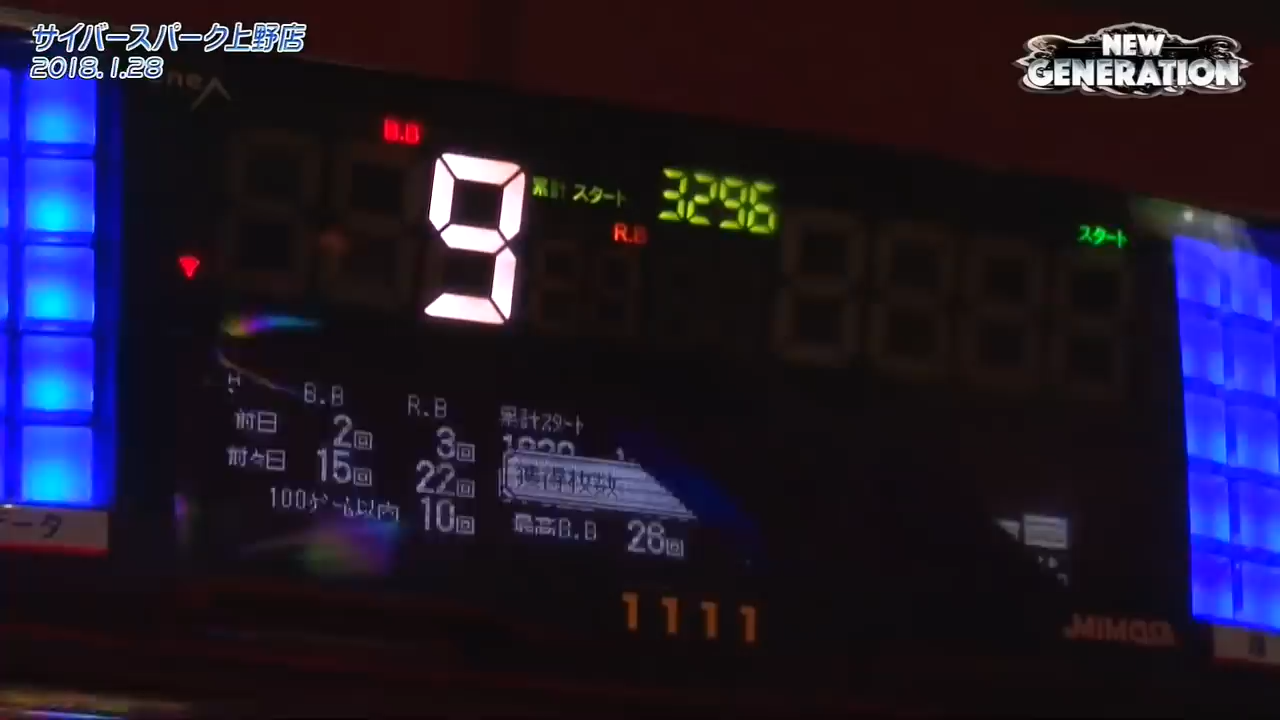 サイバースパーク上野店
2018.1.28
NEW
GENERATION
B.B
9
累計 スタート
3296
R.B
スタート
B.B
R.B
累計スタート
前日
2回
3回
前々日
15回
22回
獲得枚数
100ゲーム以内
10回
最高B.B
26回
1111
データ